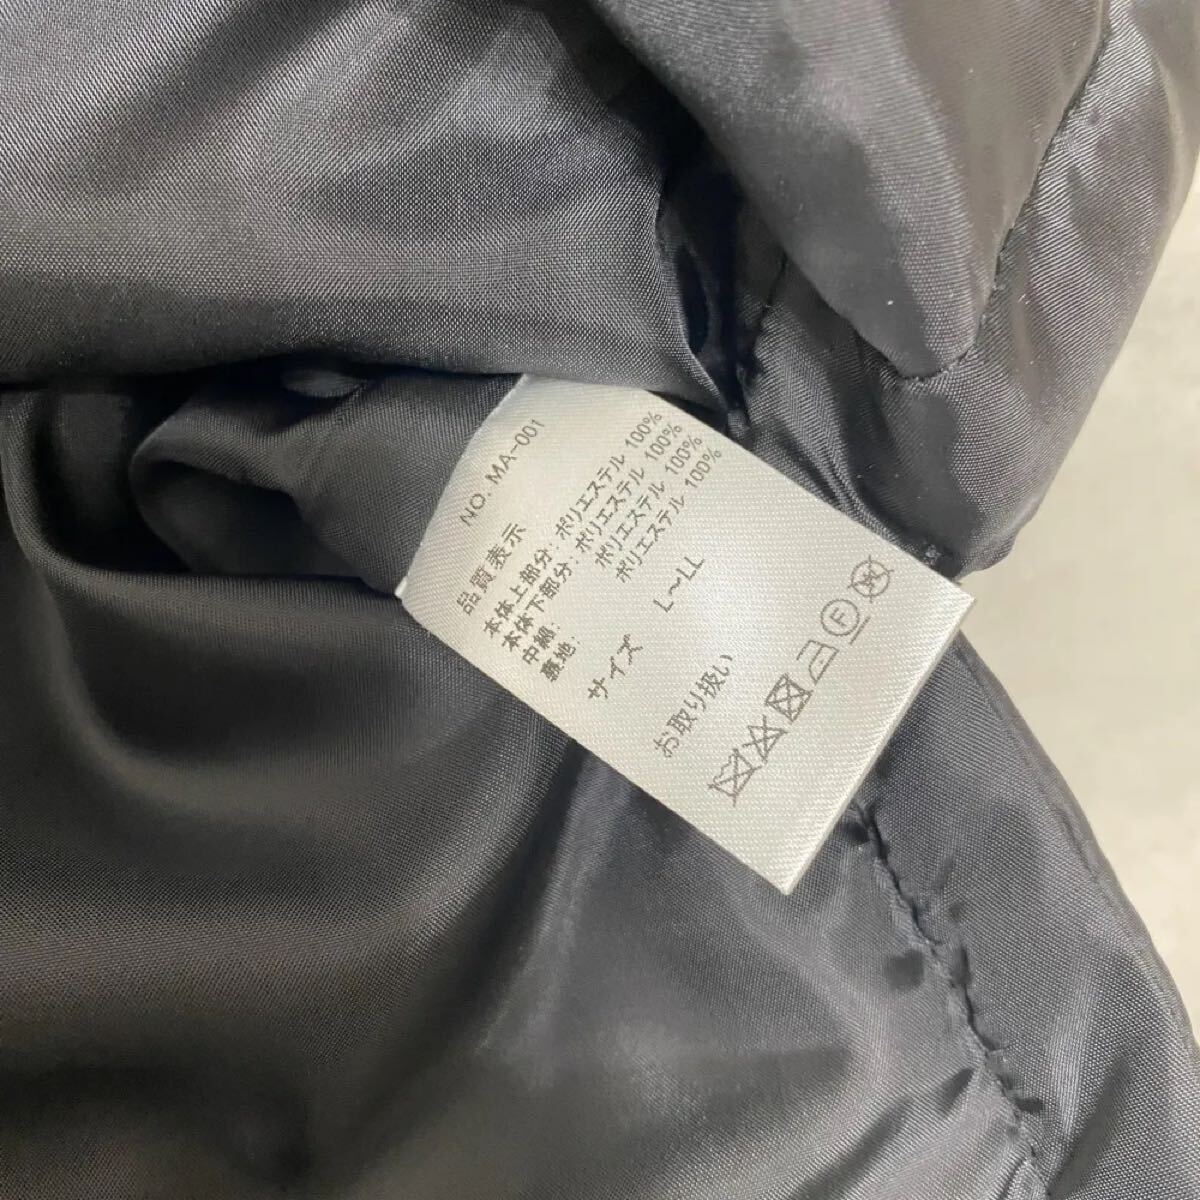 NO. MA-001
品質表示
本体上部分: ポリエステル 100%
本体下部分: ポリエステル 100%
中綿: ポリエステル 100%
裏地: ポリエステル 100%
サイズ L～LL
お取り扱い
F